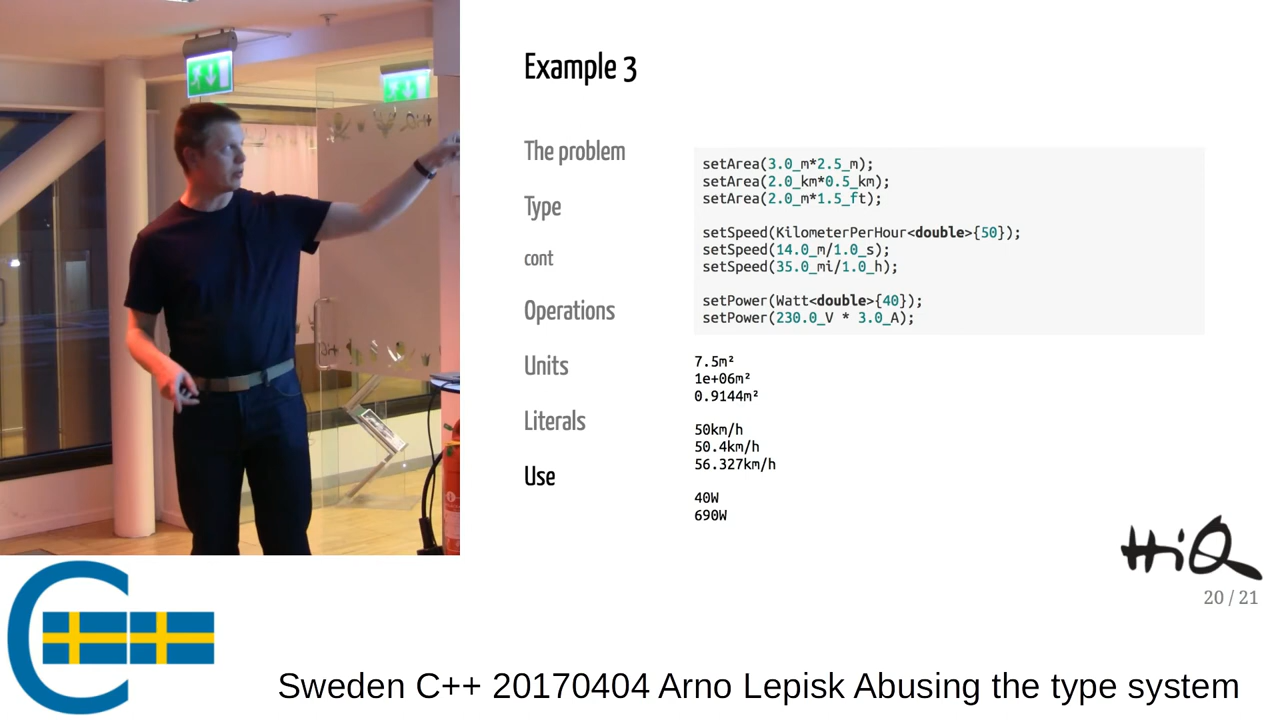 Example 3
The problem
Type
cont
Operations
Units
Literals
Use
setArea(3.0_m*2.5_m);
setArea(2.0_km*0.5_km);
setArea(2.0_m*1.5_ft);
setSpeed(KilometerPerHour<double>{50});
setSpeed(14.0_m/1.0_s);
setSpeed(35.0_mi/1.0_h);
setPower(Watt<double>{40});
setPower(230.0_V * 3.0_A);
7.5m²
1e+06m²
0.9144m²
50km/h
50.4km/h
56.327km/h
40W
690W
HiQ
20 / 21
C++
Sweden C++ 20170404 Arno Lepisk Abusing the type system